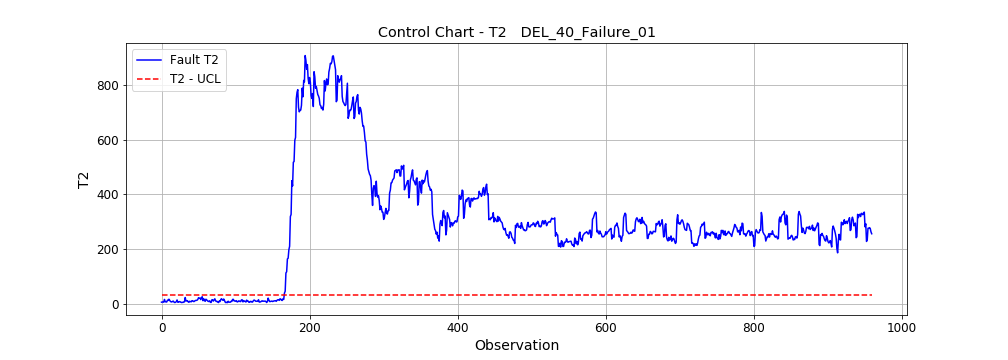 Control Chart - T2   DEL_40_Failure_01
Fault T2
T2 - UCL
T2
800
600
400
200
0
0
200
400
600
800
1000
Observation